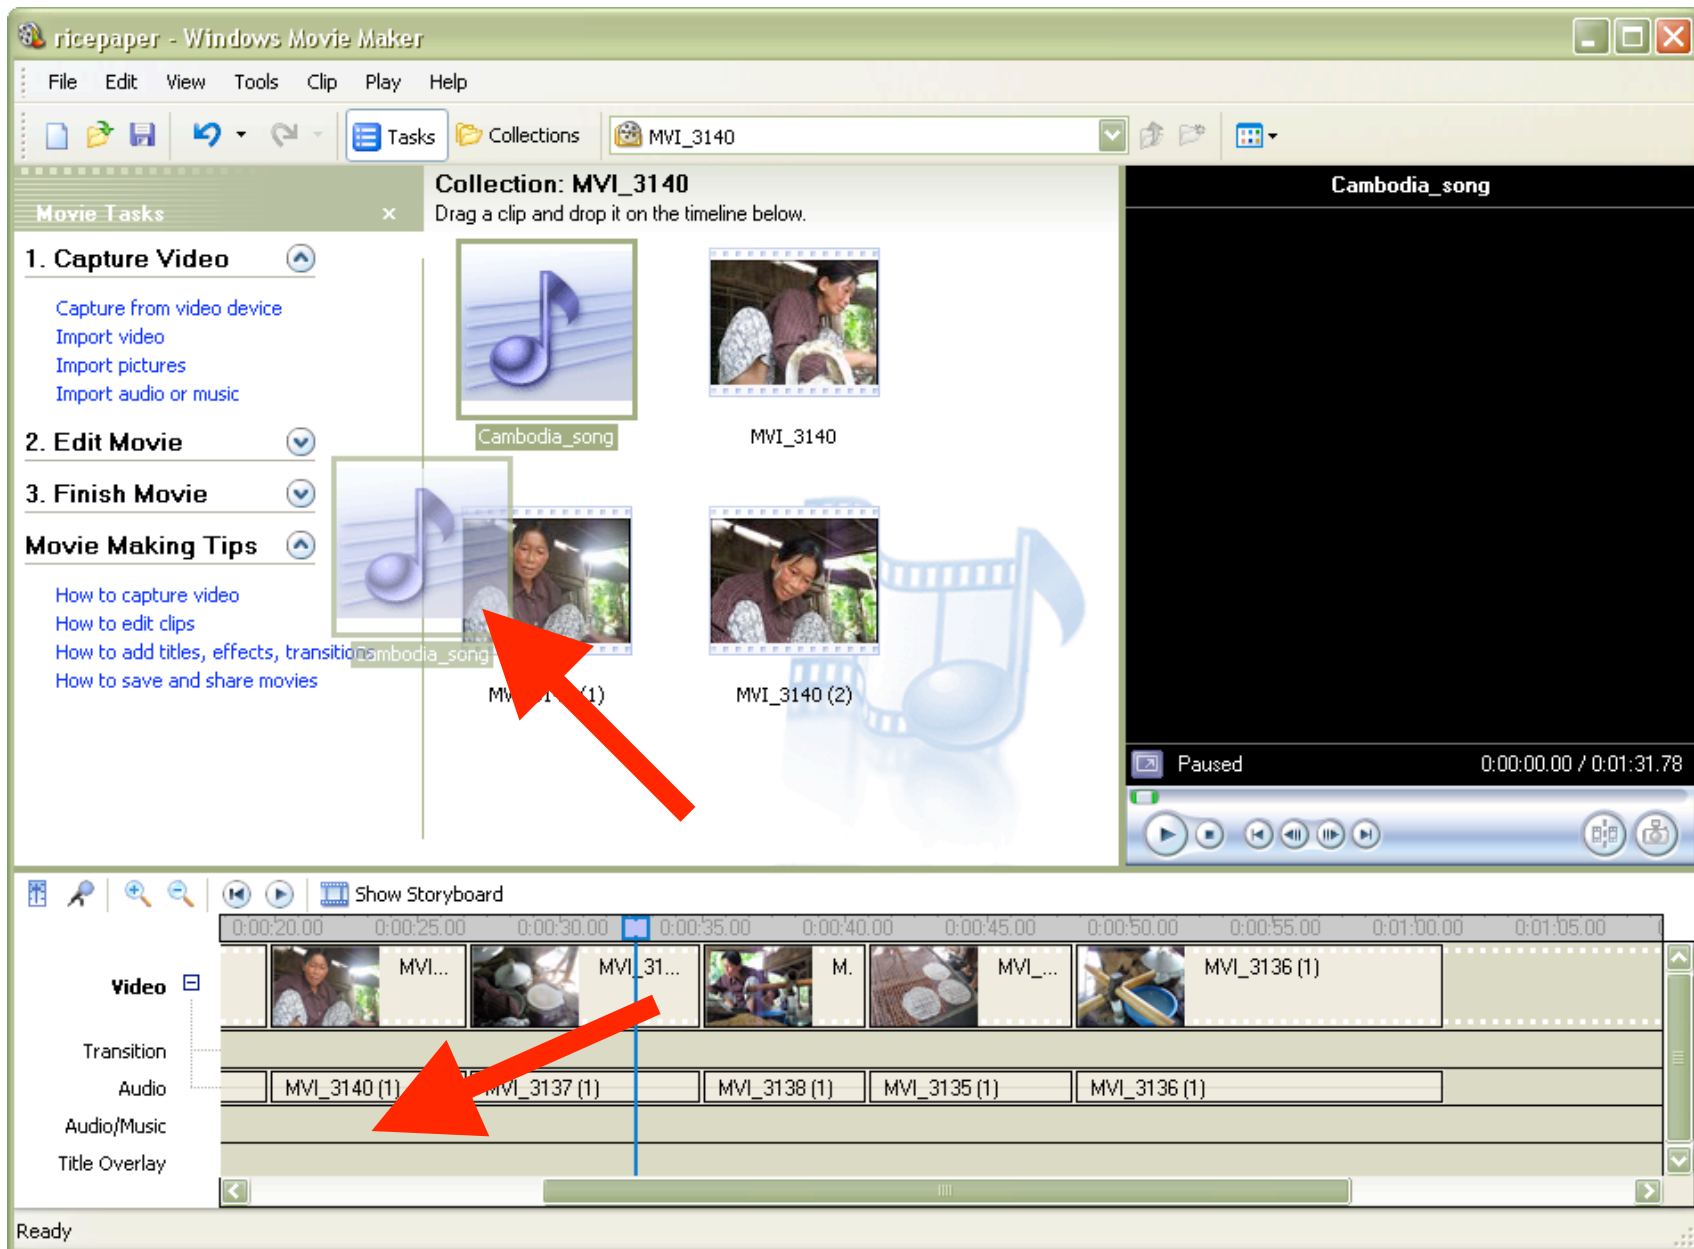 ricepaper - Windows Movie Maker
File Edit View Tools Clip Play Help
Tasks Collections MVI_3140
Movie Tasks
Collection: MVI_3140
Drag a clip and drop it on the timeline below.
Cambodia_song
1. Capture Video
Capture from video device
Import video
Import pictures
Import audio or music
2. Edit Movie
3. Finish Movie
Movie Making Tips
How to capture video
How to edit clips
How to add titles, effects, transitions
How to save and share movies
Cambodia_song
MVI_3140
Cambodia_song
(1)
MVI_3140 (2)
Paused 0:00:00.00 / 0:01:31.78
Show Storyboard
0:00:20.00 0:00:25.00 0:00:30.00 0:00:35.00 0:00:40.00 0:00:45.00 0:00:50.00 0:00:55.00 0:01:00.00 0:01:05.00
Video MVI... MVI_31... M. MVI_... MVI_3136 (1)
Transition
Audio MVI_3140 (1) MVI_3137 (1) MVI_3138 (1) MVI_3135 (1) MVI_3136 (1)
Audio/Music
Title Overlay
Ready